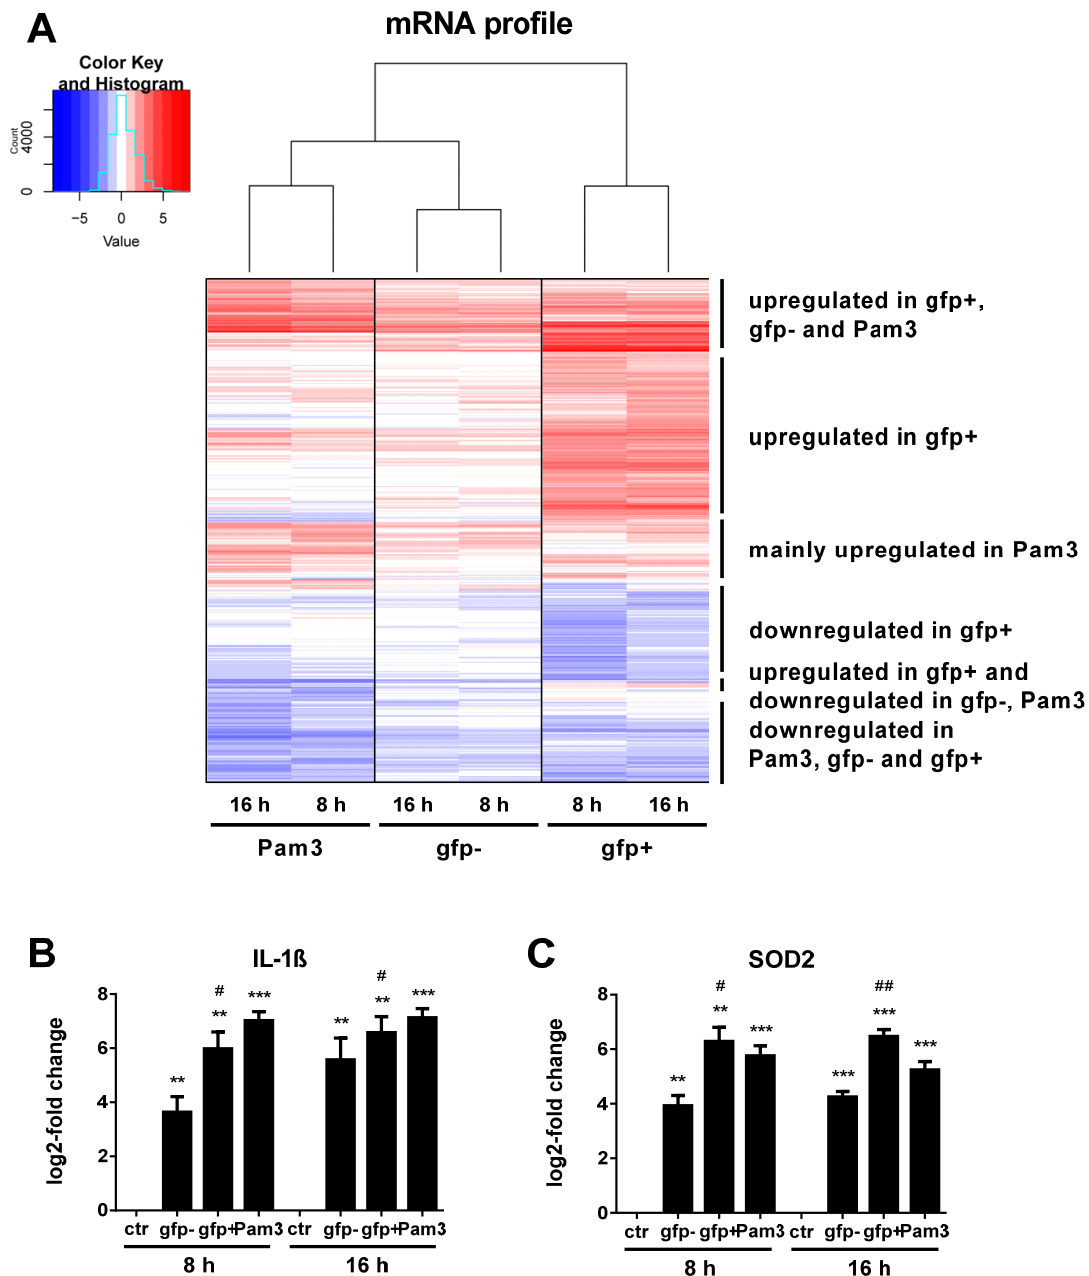 A
mRNA profile
Color Key
and Histogram
Count
0 4000
−5 0 5
Value
upregulated in gfp+,
gfp- and Pam3
upregulated in gfp+
mainly upregulated in Pam3
downregulated in gfp+
upregulated in gfp+ and
downregulated in gfp-, Pam3
downregulated in
Pam3, gfp- and gfp+
16 h 8 h 16 h 8 h 8 h 16 h
Pam3 gfp- gfp+
B
IL-1ß
log2-fold change
8
6
4
2
0
** # ** *** ** # ** ***
ctr gfp- gfp+ Pam3 ctr gfp- gfp+ Pam3
8 h 16 h
C
SOD2
log2-fold change
8
6
4
2
0
** # ** *** *** ## *** ***
ctr gfp- gfp+ Pam3 ctr gfp- gfp+ Pam3
8 h 16 h